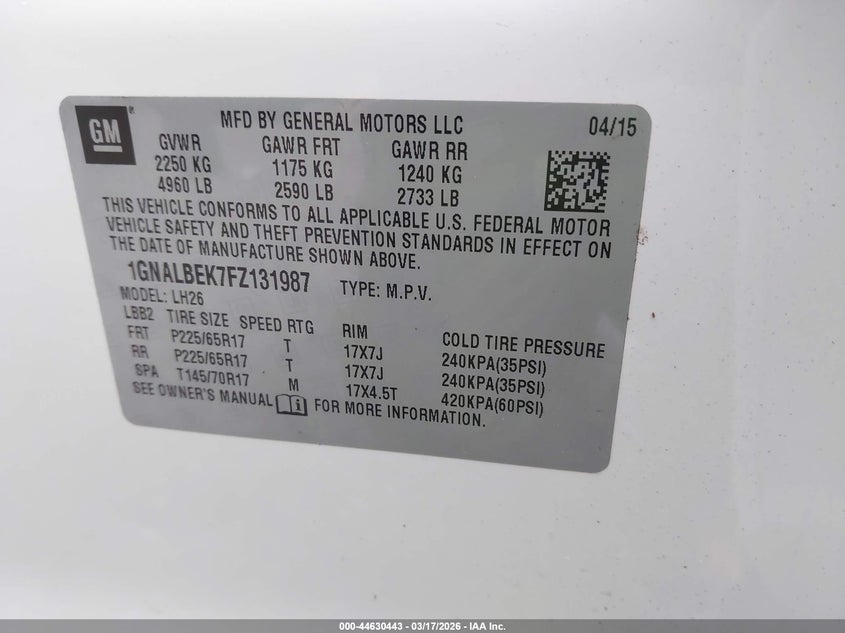 GM
MFD BY GENERAL MOTORS LLC 04/15
GVWR GAWR FRT GAWR RR
2250 KG 1175 KG 1240 KG
4960 LB 2590 LB 2733 LB
THIS VEHICLE CONFORMS TO ALL APPLICABLE U.S. FEDERAL MOTOR
VEHICLE SAFETY AND THEFT PREVENTION STANDARDS IN EFFECT ON
THE DATE OF MANUFACTURE SHOWN ABOVE.
1GNALBEK7FZ131987 TYPE: M.P.V.
MODEL: LH26
LBB2 TIRE SIZE SPEED RTG RIM COLD TIRE PRESSURE
FRT P225/65R17 T 17X7J 240KPA(35PSI)
RR P225/65R17 T 17X7J 240KPA(35PSI)
SPA T145/70R17 M 17X4.5T 420KPA(60PSI)
SEE OWNER'S MANUAL FOR MORE INFORMATION.
000-44630443 — 03/17/2026 — IAA Inc.